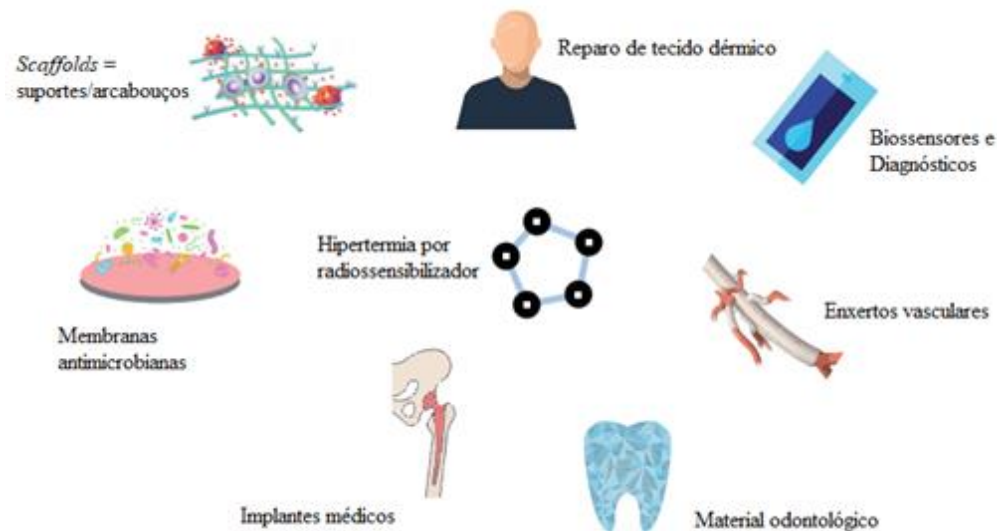 Scaffolds =
suportes/arcabouços
Reparo de tecido dérmico
Biossensores e
Diagnósticos
Hipertermia por
radiossensibilizador
Enxertos vasculares
Membranas
antimicrobianas
Implantes médicos
Material odontológico